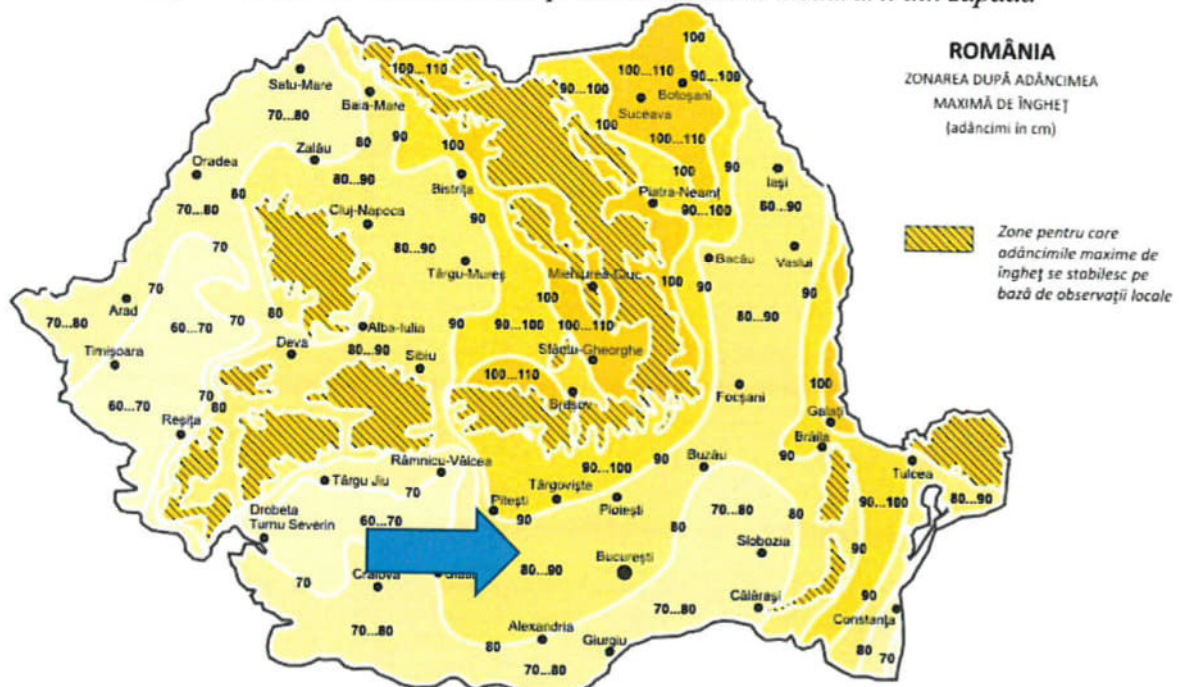 din zăpadă
ROMÂNIA
ZONAREA DUPĂ ADÂNCIMEA
MAXIMĂ DE ÎNGHEȚ
(adâncimi în cm)
Zone pentru care
adâncimile maxime de
îngheț se stabilesc pe
bază de observații locale
100
100...110
100...110
90...100
Satu-Mare
90...100
Botoșani
Baia-Mare
Suceava
70...80
100
90
100...110
80
100
Zalău
90
Oradea
100
Iași
80
80...90
Bistrița
Piatra-Neamț
70...80
90...100
80...90
Cluj-Napoca
90
70
80...90
Vaslui
Târgu-Mureș
Bacău
Miercurea-Ciuc
100
90
90
70
Arad
100
80
70...80
60...70
70
Alba-Iulia
90
90...100
100...110
80...90
Timișoara
Deva
80...90
Sibiu
Sfântu-Gheorghe
100...110
100
60...70
70
Brașov
Focșani
80
Galați
Reșița
Brăila
Râmnicu-Vâlcea
90...100
90
Buzău
90
Tulcea
Târgu Jiu
70
Târgoviște
90...100
80...90
Pitești
Ploiești
70...80
Drobeta
Turnu Severin
60...70
90
80
80
București
Slobozia
90
70
80...90
Craiova
Călărași
90
70...80
Constanța
70...80
Alexandria
80
Giurgiu
80
70
70...80